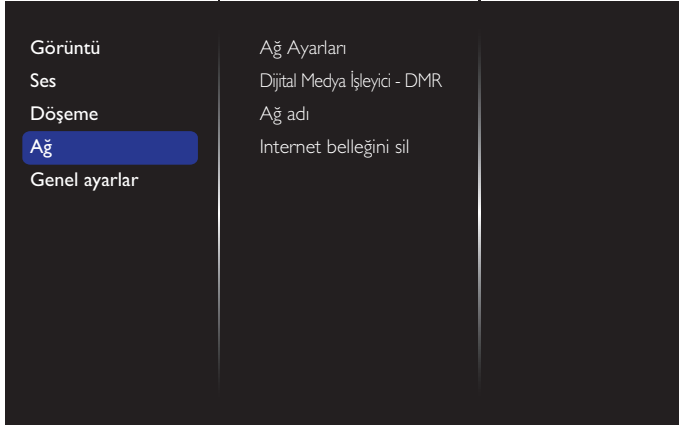 Görüntü
Ses
Döşeme
Ağ
Genel ayarlar
Ağ Ayarları
Dijital Medya İşleyici - DMR
Ağ adı
Internet belleğini sil